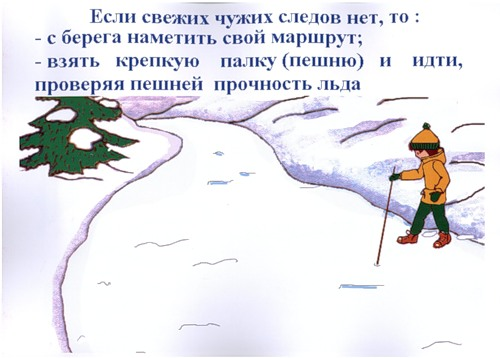 Если свежих чужих следов нет, то :
- с берега наметить свой маршрут;
- взять крепкую палку (пешню) и идти,
проверяя пешней прочность льда